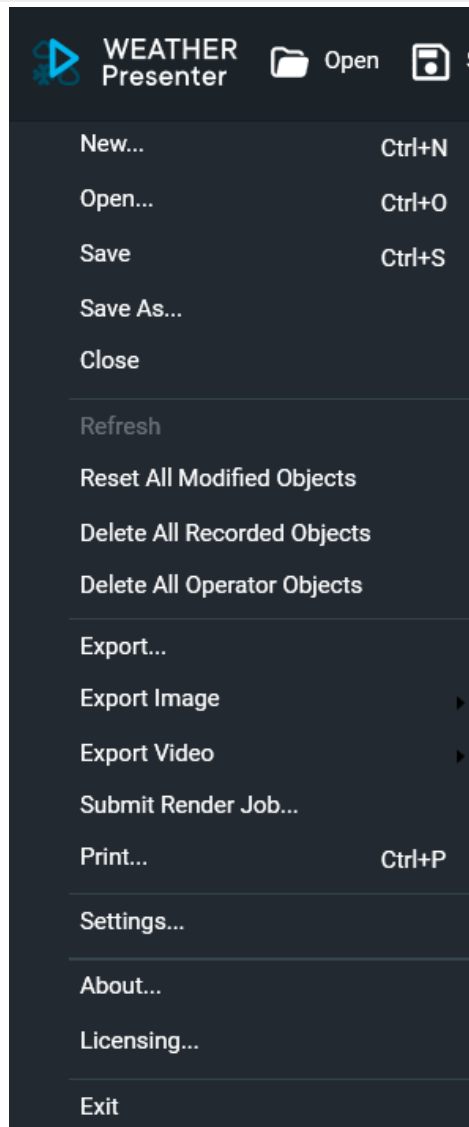 WEATHER
Presenter
Open
New... Ctrl+N
Open... Ctrl+O
Save Ctrl+S
Save As...
Close
Refresh
Reset All Modified Objects
Delete All Recorded Objects
Delete All Operator Objects
Export...
Export Image
Export Video
Submit Render Job...
Print... Ctrl+P
Settings...
About...
Licensing...
Exit